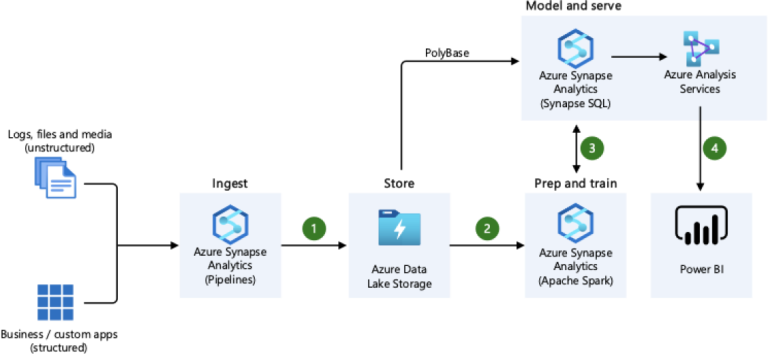 Model and serve
PolyBase
Azure Synapse
Analytics
(Synapse SQL)
Azure Analysis
Services
Logs, files and media
(unstructured)
3
4
Ingest
Store
Prep and train
1
2
Azure Synapse
Analytics
(Pipelines)
Azure Data
Lake Storage
Azure Synapse
Analytics
(Apache Spark)
Power BI
Business / custom apps
(structured)